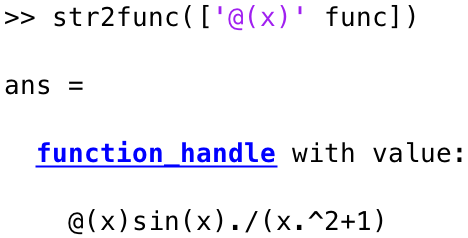 >> str2func(['@(x)' func])
ans =
function_handle with value:
@(x)sin(x)./(x.^2+1)